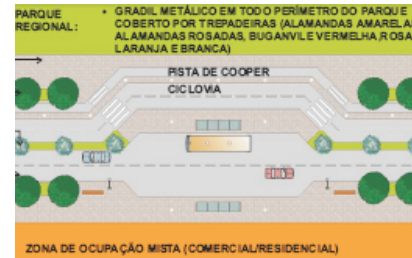 PARQUE REGIONAL:
• GRADIL METÁLICO EM TODO O PERÍMETRO DO PARQUE
COBERTO POR TREPADEIRAS (ALAMANDAS AMARELAS
ALAMANDAS ROSADAS, BUGANVILE VERMELHA, ROSA
LARANJA E BRANCA)
PISTA DE COOPER
CICLOVIA
ZONA DE OCUPAÇÃO MISTA (COMERCIAL/RESIDENCIAL)